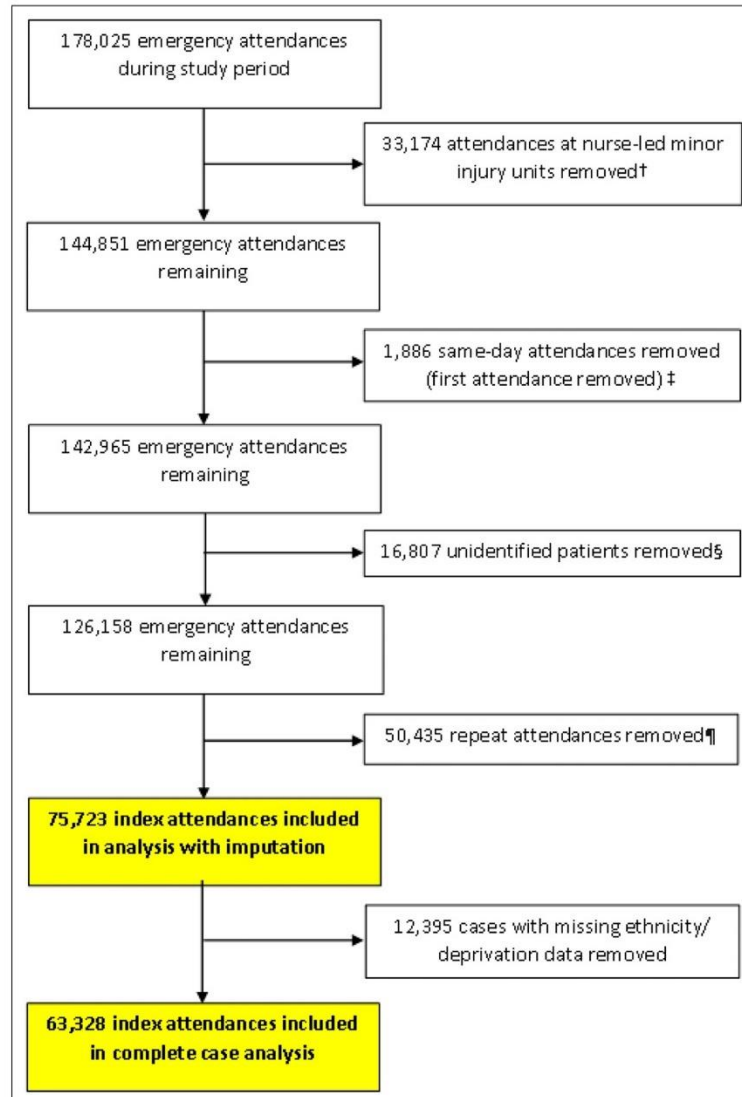 178,025 emergency attendances
during study period
33,174 attendances at nurse-led minor
injury units removed†
144,851 emergency attendances
remaining
1,886 same-day attendances removed
(first attendance removed) ‡
142,965 emergency attendances
remaining
16,807 unidentified patients removed§
126,158 emergency attendances
remaining
50,435 repeat attendances removed¶
75,723 index attendances included
in analysis with imputation
12,395 cases with missing ethnicity/
deprivation data removed
63,328 index attendances included
in complete case analysis